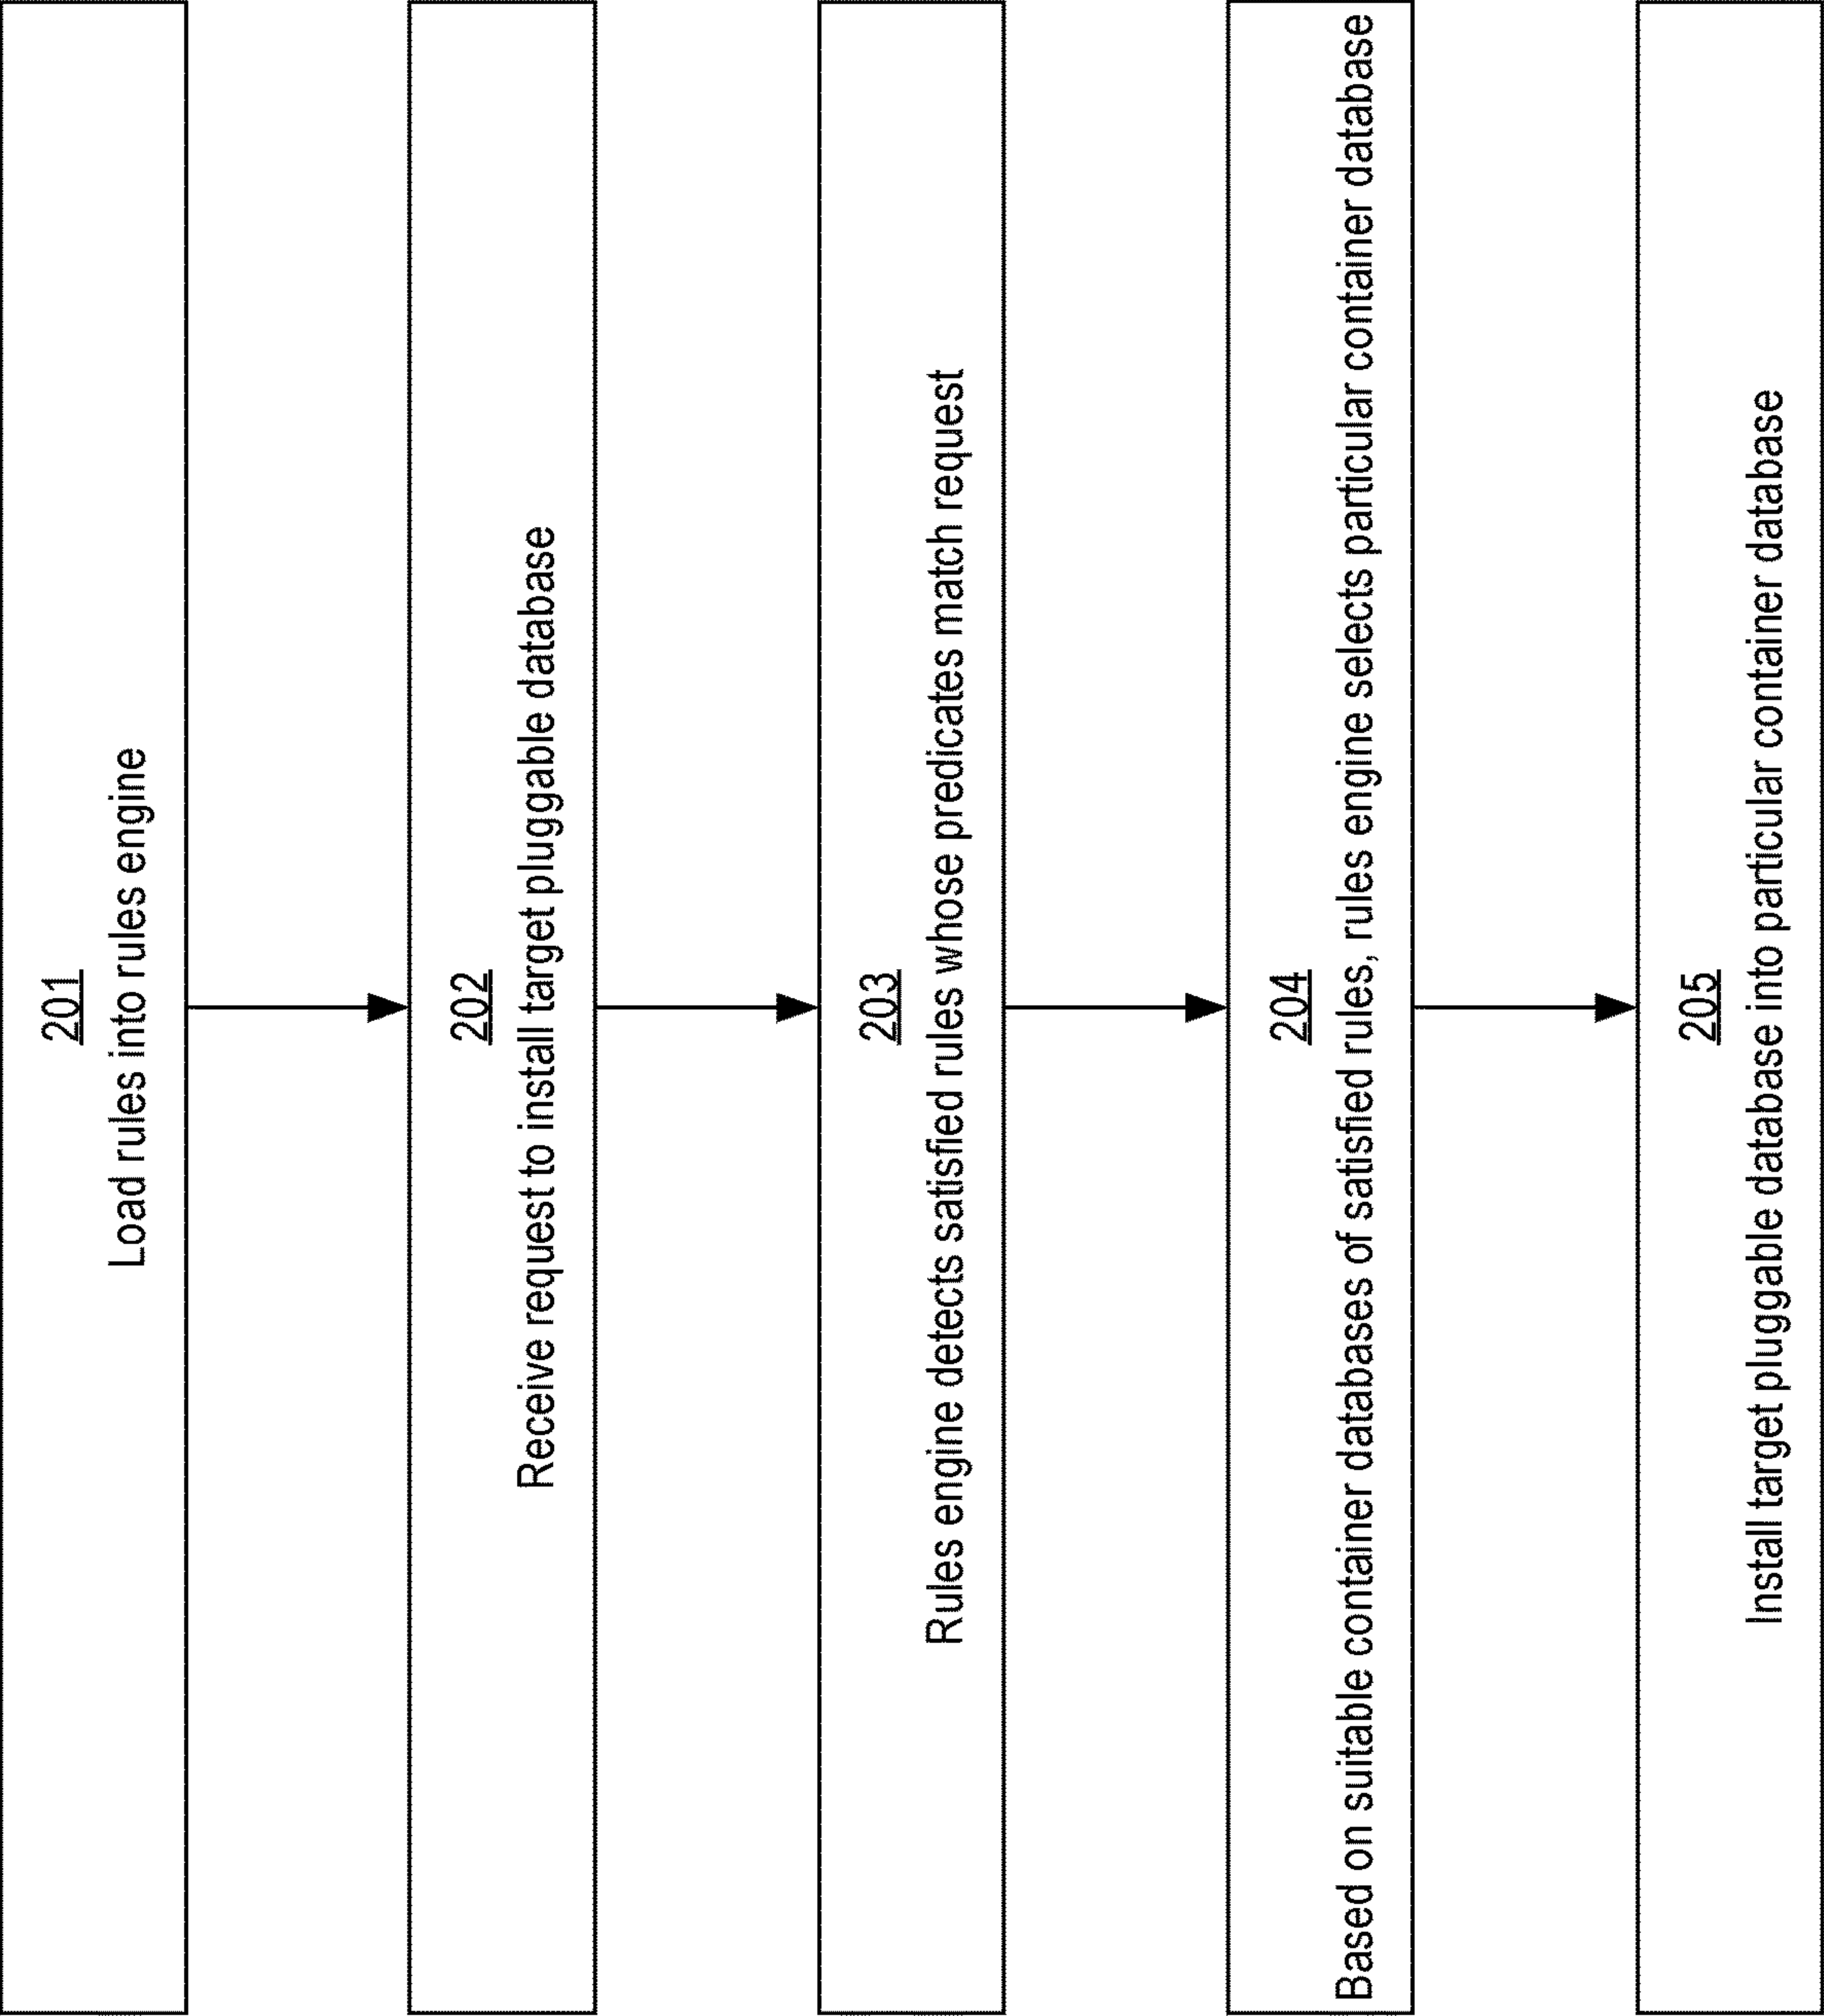 201
Load rules into rules engine
202
Receive request to install target pluggable database
203
Rules engine detects satisfied rules whose predicates match request
204
Based on suitable container databases of satisfied rules, rules engine selects particular container database
205
Install target pluggable database into particular container database